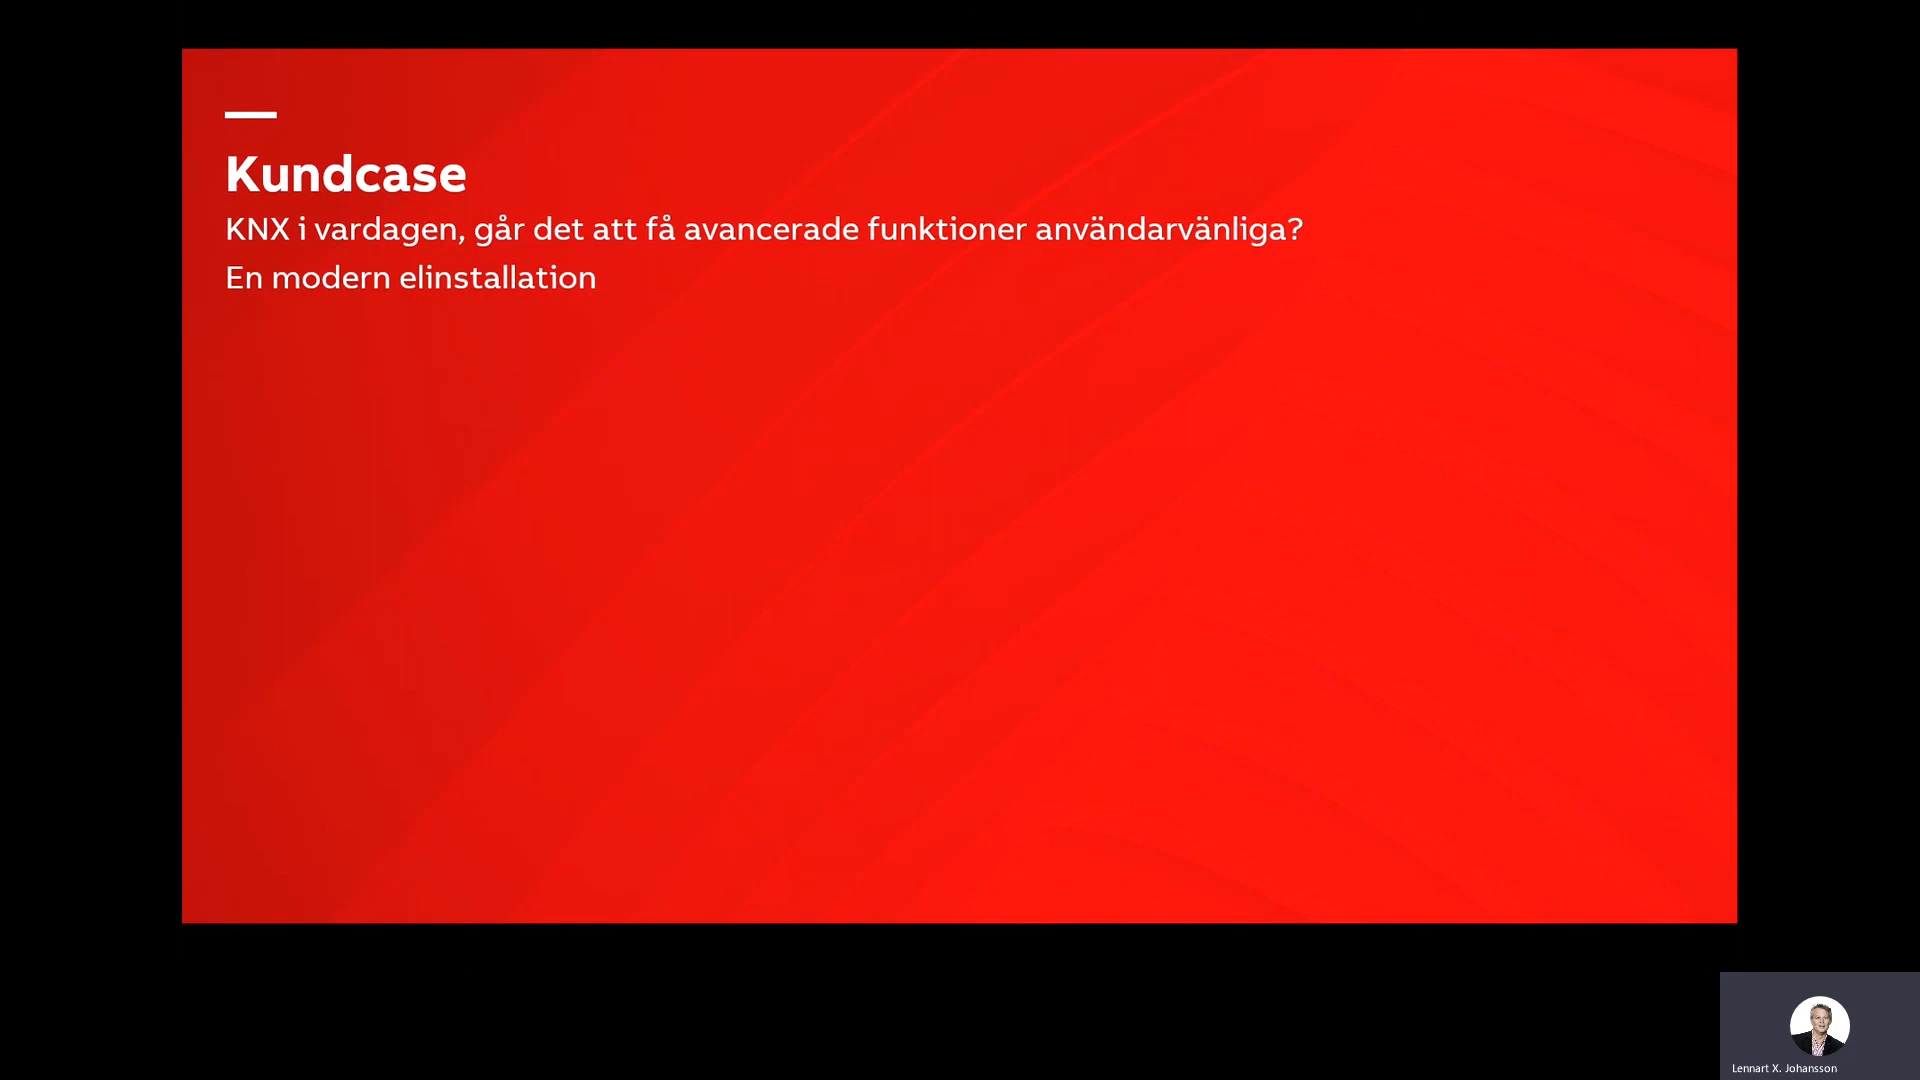 Kundcase
KNX i vardagen, går det att få avancerade funktioner användarvänliga?
En modern elinstallation
Lennart X. Johansson